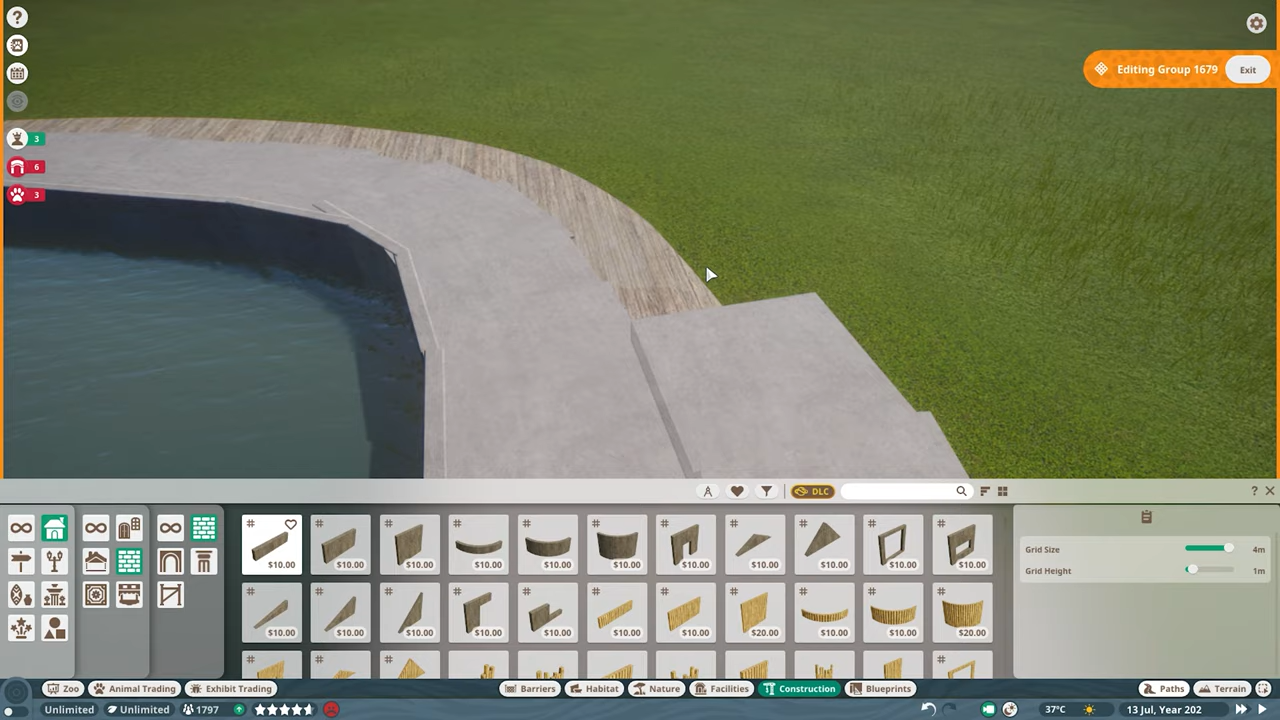 ?
Editing Group 1679 Exit
3
6
3
DLC
?
$10.00 $10.00 $10.00 $10.00 $10.00 $10.00 $10.00 $10.00 $10.00 $10.00 $10.00
Grid Size 4m
Grid Height 1m
$10.00 $10.00 $10.00 $10.00 $10.00 $10.00 $10.00 $20.00 $10.00 $10.00 $20.00
Zoo Animal Trading Exhibit Trading Barriers Habitat Nature Facilities Construction Blueprints Paths Terrain
Unlimited Unlimited 1797 37°C 13 Jul, Year 202